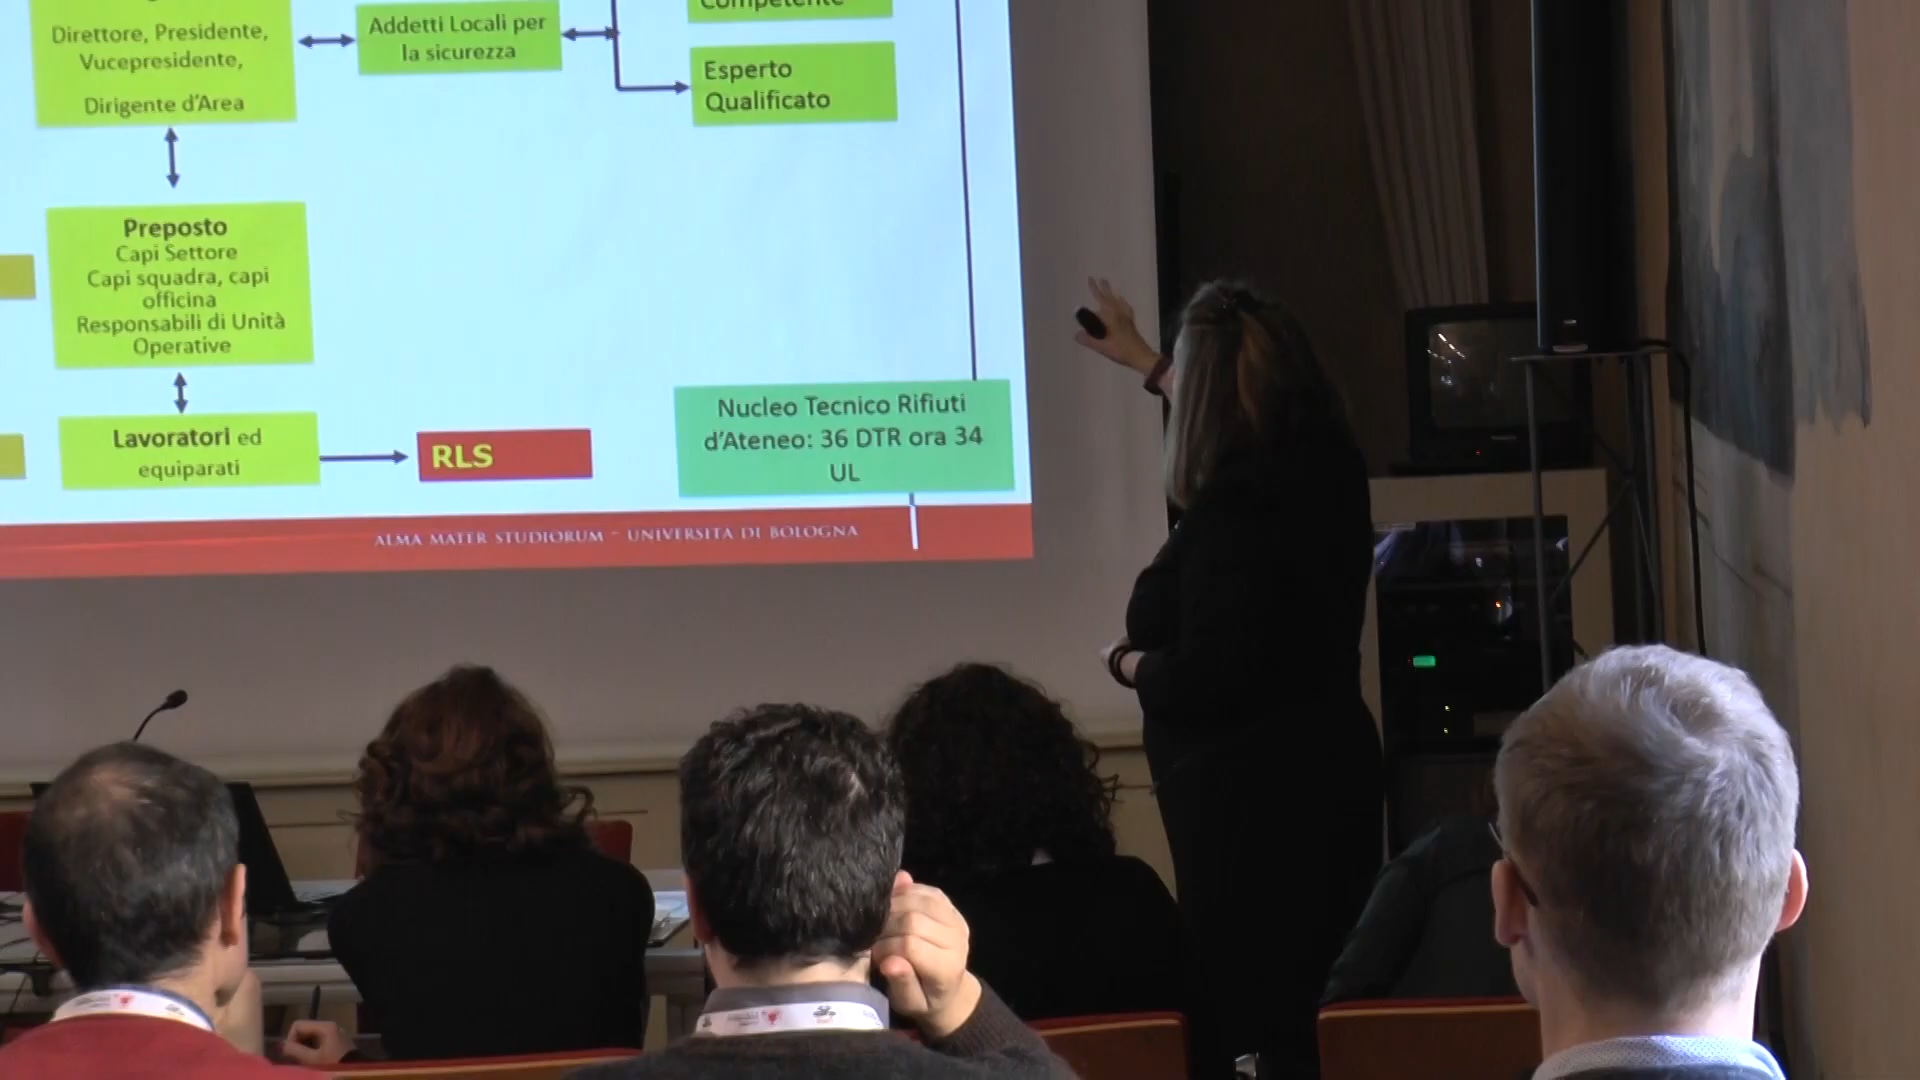 Direttore, Presidente,
Vucepresidente,
Dirigente d'Area
Addetti Locali per
la sicurezza
Competente
Esperto
Qualificato
Preposto
Capi Settore
Capi squadra, capi
officina
Responsabili di Unità
Operative
Lavoratori ed
equiparati
RLS
Nucleo Tecnico Rifiuti
d'Ateneo: 36 DTR ora 34
UL
ALMA MATER STUDIORUM - UNIVERSITA DI BOLOGNA